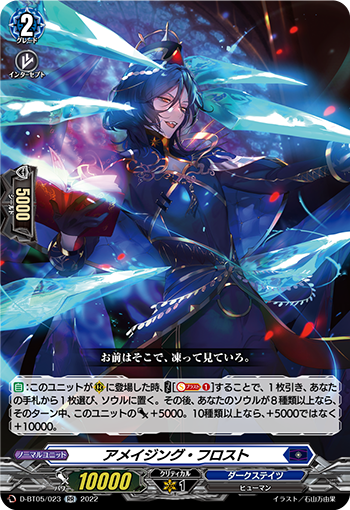 2
グレード
インターセプト
5000
シールド
お前はそこで、凍って見ていろ。
自:このユニットがⓇに登場した時、【コスト】[CB1]することで、1枚引き、あなた
の手札から1枚選び、ソウルに置く。その後、あなたのソウルが8種類以上なら、
そのターン中、このユニットの+5000。10種類以上なら、+5000ではなく
+10000。
ノーマルユニット
アメイジング・フロスト
パワー
10000
クリティカル
1
ダークステイツ
ヒューマン
D-BT05/023 RR 2022
イラスト/石山万由果